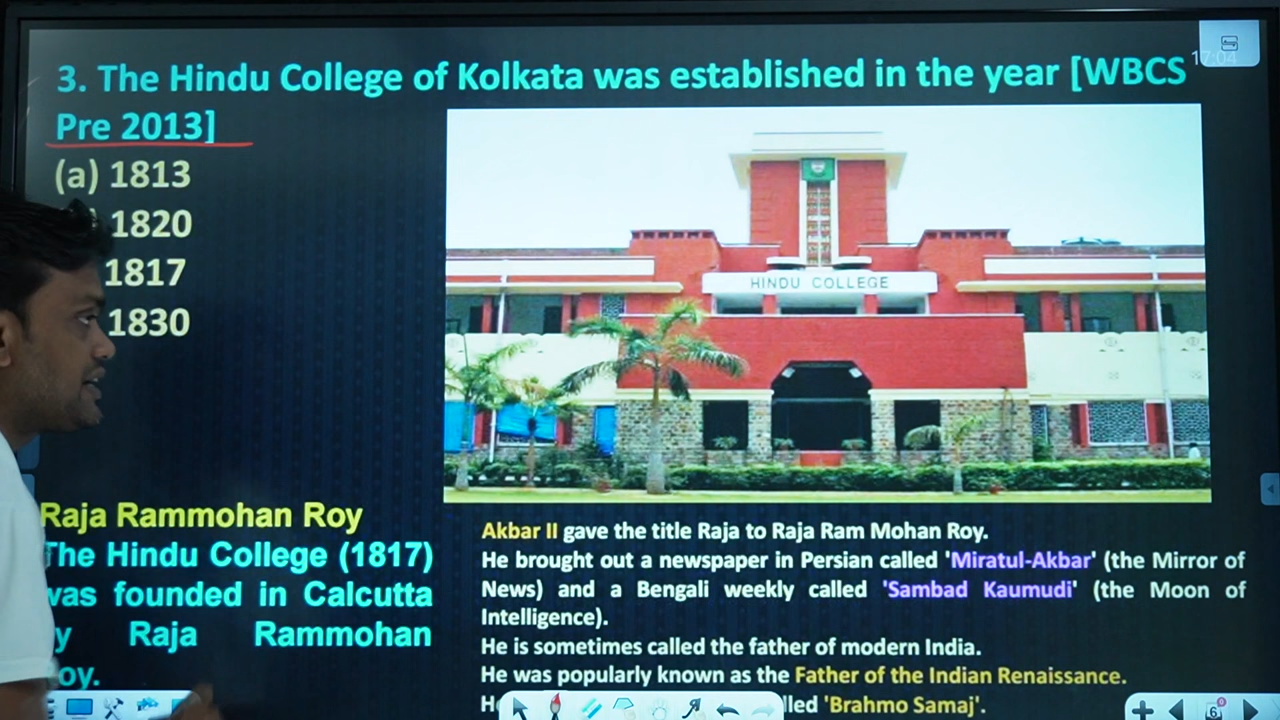 3. The Hindu College of Kolkata was established in the year [WBCS
Pre 2013]
(a) 1813
1820
1817
1830
17:04
HINDU COLLEGE
Raja Rammohan Roy
The Hindu College (1817)
was founded in Calcutta
y Raja Rammohan
oy.
Akbar II gave the title Raja to Raja Ram Mohan Roy.
He brought out a newspaper in Persian called 'Miratul-Akbar' (the Mirror of
News) and a Bengali weekly called 'Sambad Kaumudi' (the Moon of
Intelligence).
He is sometimes called the father of modern India.
He was popularly known as the Father of the Indian Renaissance.
'Brahmo Samaj'.
6